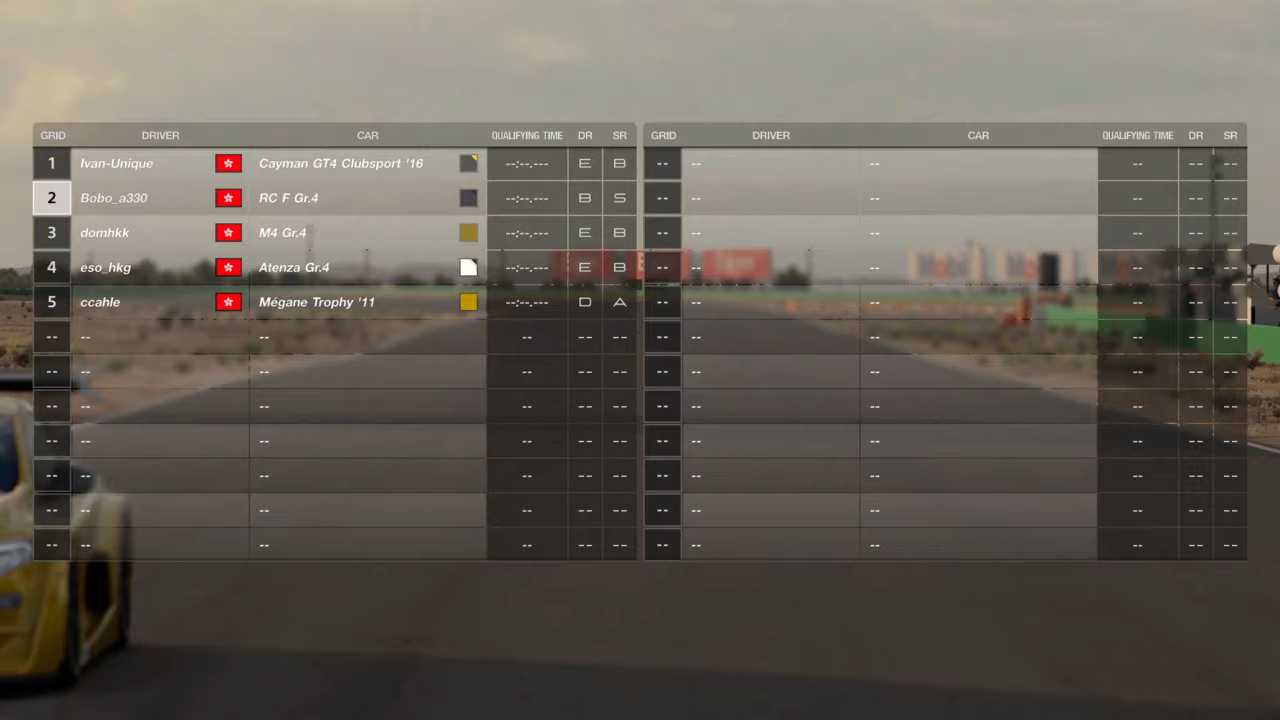 GRID DRIVER CAR QUALIFYING TIME DR SR GRID DRIVER CAR QUALIFYING TIME DR SR
1 Ivan-Unique Cayman GT4 Clubsport '16 --:--.--- E B -- -- -- -- -- --
2 Bobo_a330 RC F Gr.4 --:--.--- B S -- -- -- -- -- --
3 domhkk M4 Gr.4 --:--.--- E B -- -- -- -- -- --
4 eso_hkg Atenza Gr.4 --:--.--- E B -- -- -- -- -- --
5 ccahle Mégane Trophy '11 --:--.--- D A -- -- -- -- -- --
-- -- -- -- -- -- -- -- -- -- -- --
-- -- -- -- -- -- -- -- -- -- -- --
-- -- -- -- -- -- -- -- -- -- -- --
-- -- -- -- -- -- -- -- -- -- -- --
-- -- -- -- -- -- -- -- -- -- -- --
-- -- -- -- -- -- -- -- -- -- -- --
-- -- -- -- -- -- -- -- -- -- -- --